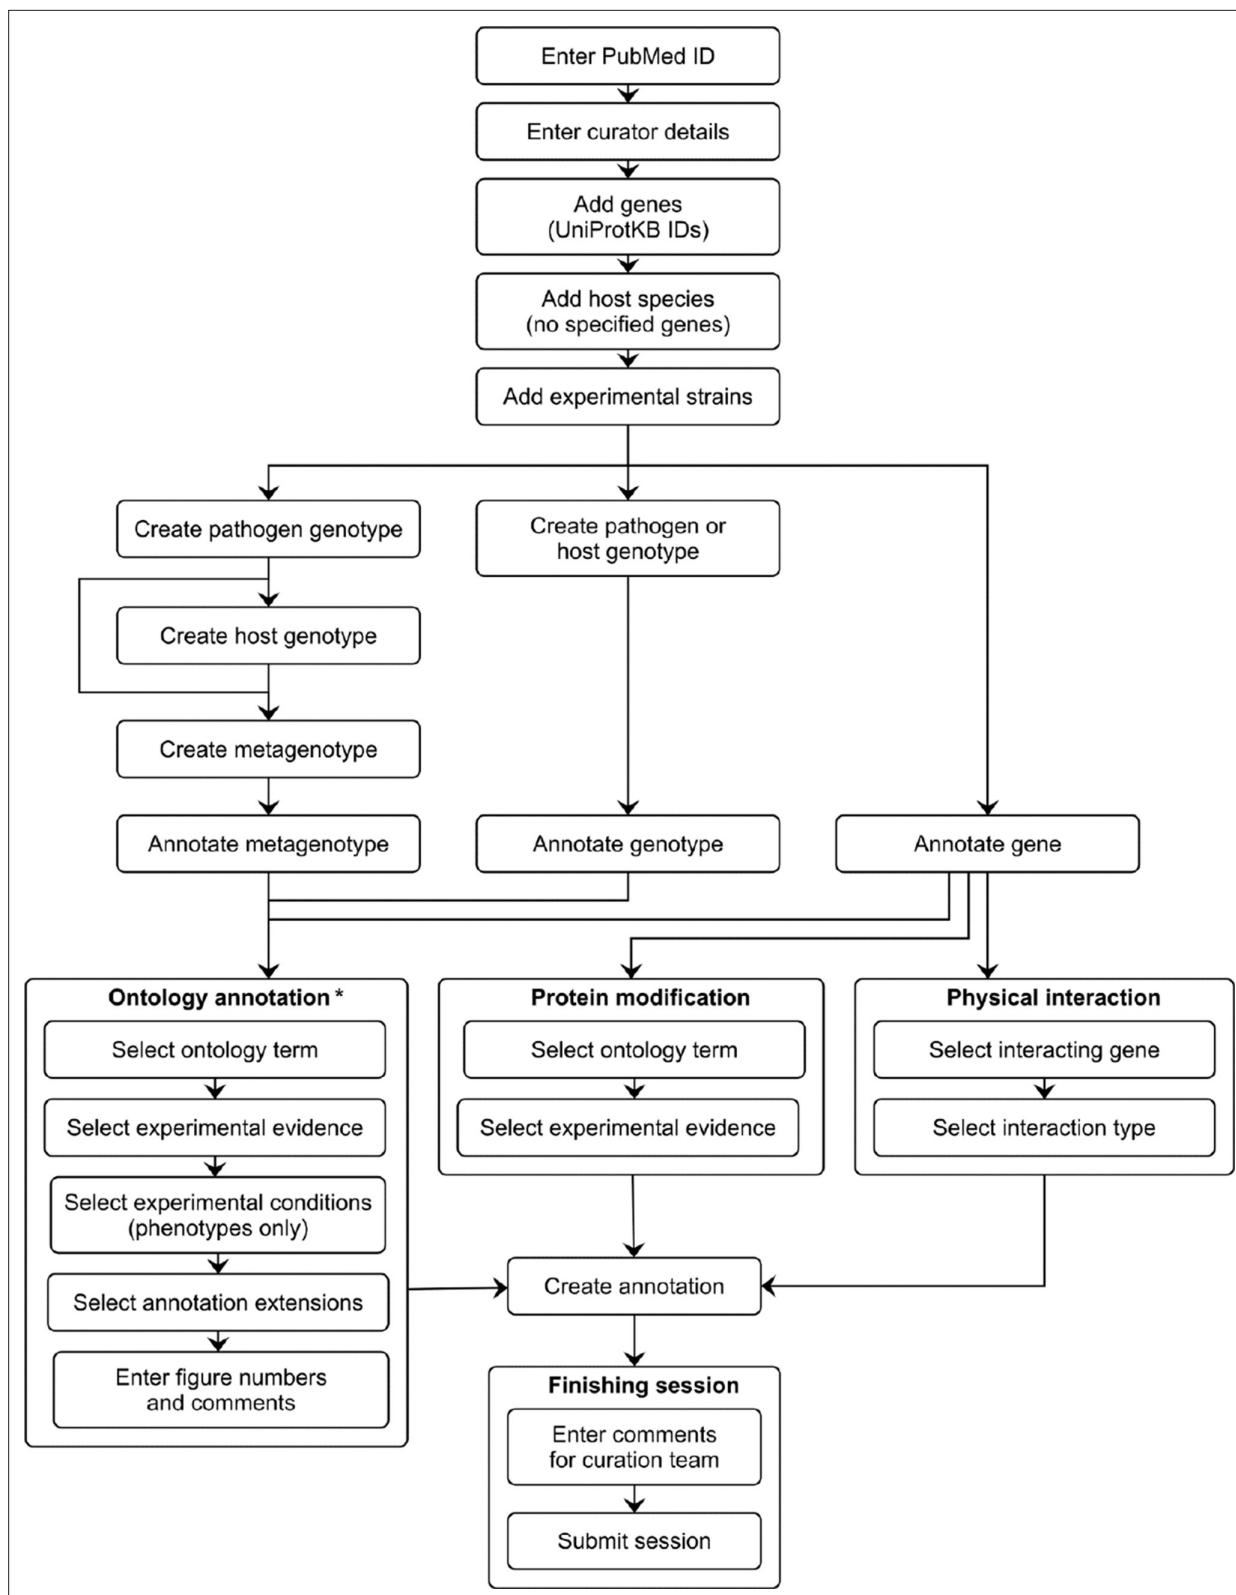 Enter PubMed ID
Enter curator details
Add genes
(UniProtKB IDs)
Add host species
(no specified genes)
Add experimental strains
Create pathogen genotype
Create pathogen or
host genotype
Create host genotype
Create metagenotype
Annotate metagenotype
Annotate genotype
Annotate gene
Ontology annotation *
Select ontology term
Select experimental evidence
Select experimental conditions
(phenotypes only)
Select annotation extensions
Enter figure numbers
and comments
Protein modification
Select ontology term
Select experimental evidence
Physical interaction
Select interacting gene
Select interaction type
Create annotation
Finishing session
Enter comments
for curation team
Submit session